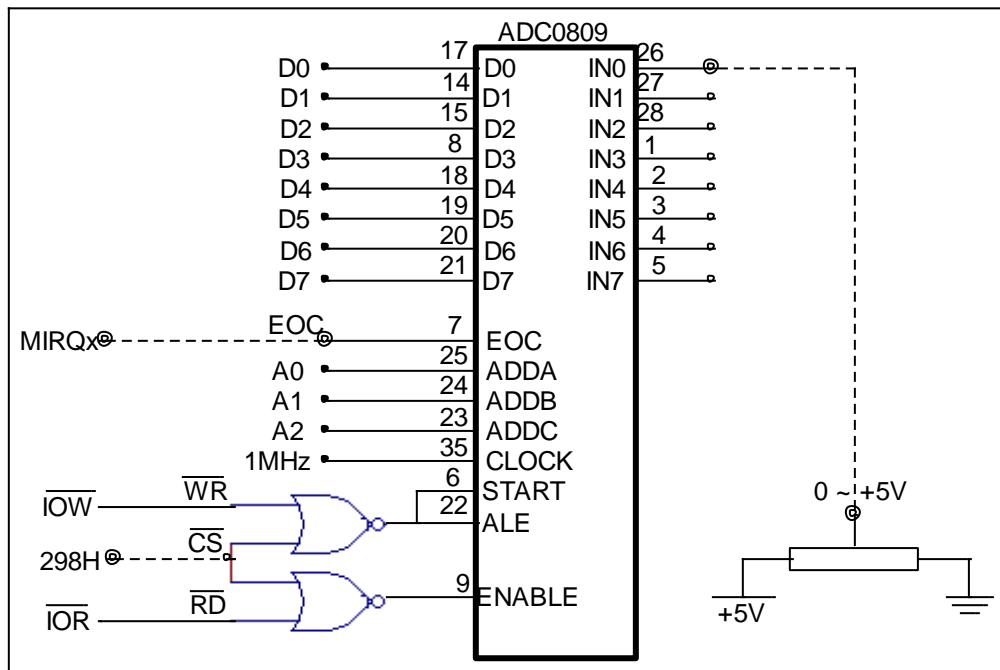 ADC0809
D0 17 D0 IN0 26
D1 14 D1 IN1 27
D2 15 D2 IN2 28
D3 8 D3 IN3 1
D4 18 D4 IN4 2
D5 19 D5 IN5 3
D6 20 D6 IN6 4
D7 21 D7 IN7 5
MIRQx EOC 7 EOC
A0 25 ADDA
A1 24 ADDB
A2 23 ADDC
1MHz 35 CLOCK
6 START
IOW WR 22 ALE
0 ~ +5V
298H CS
9 ENABLE
IOR RD
+5V